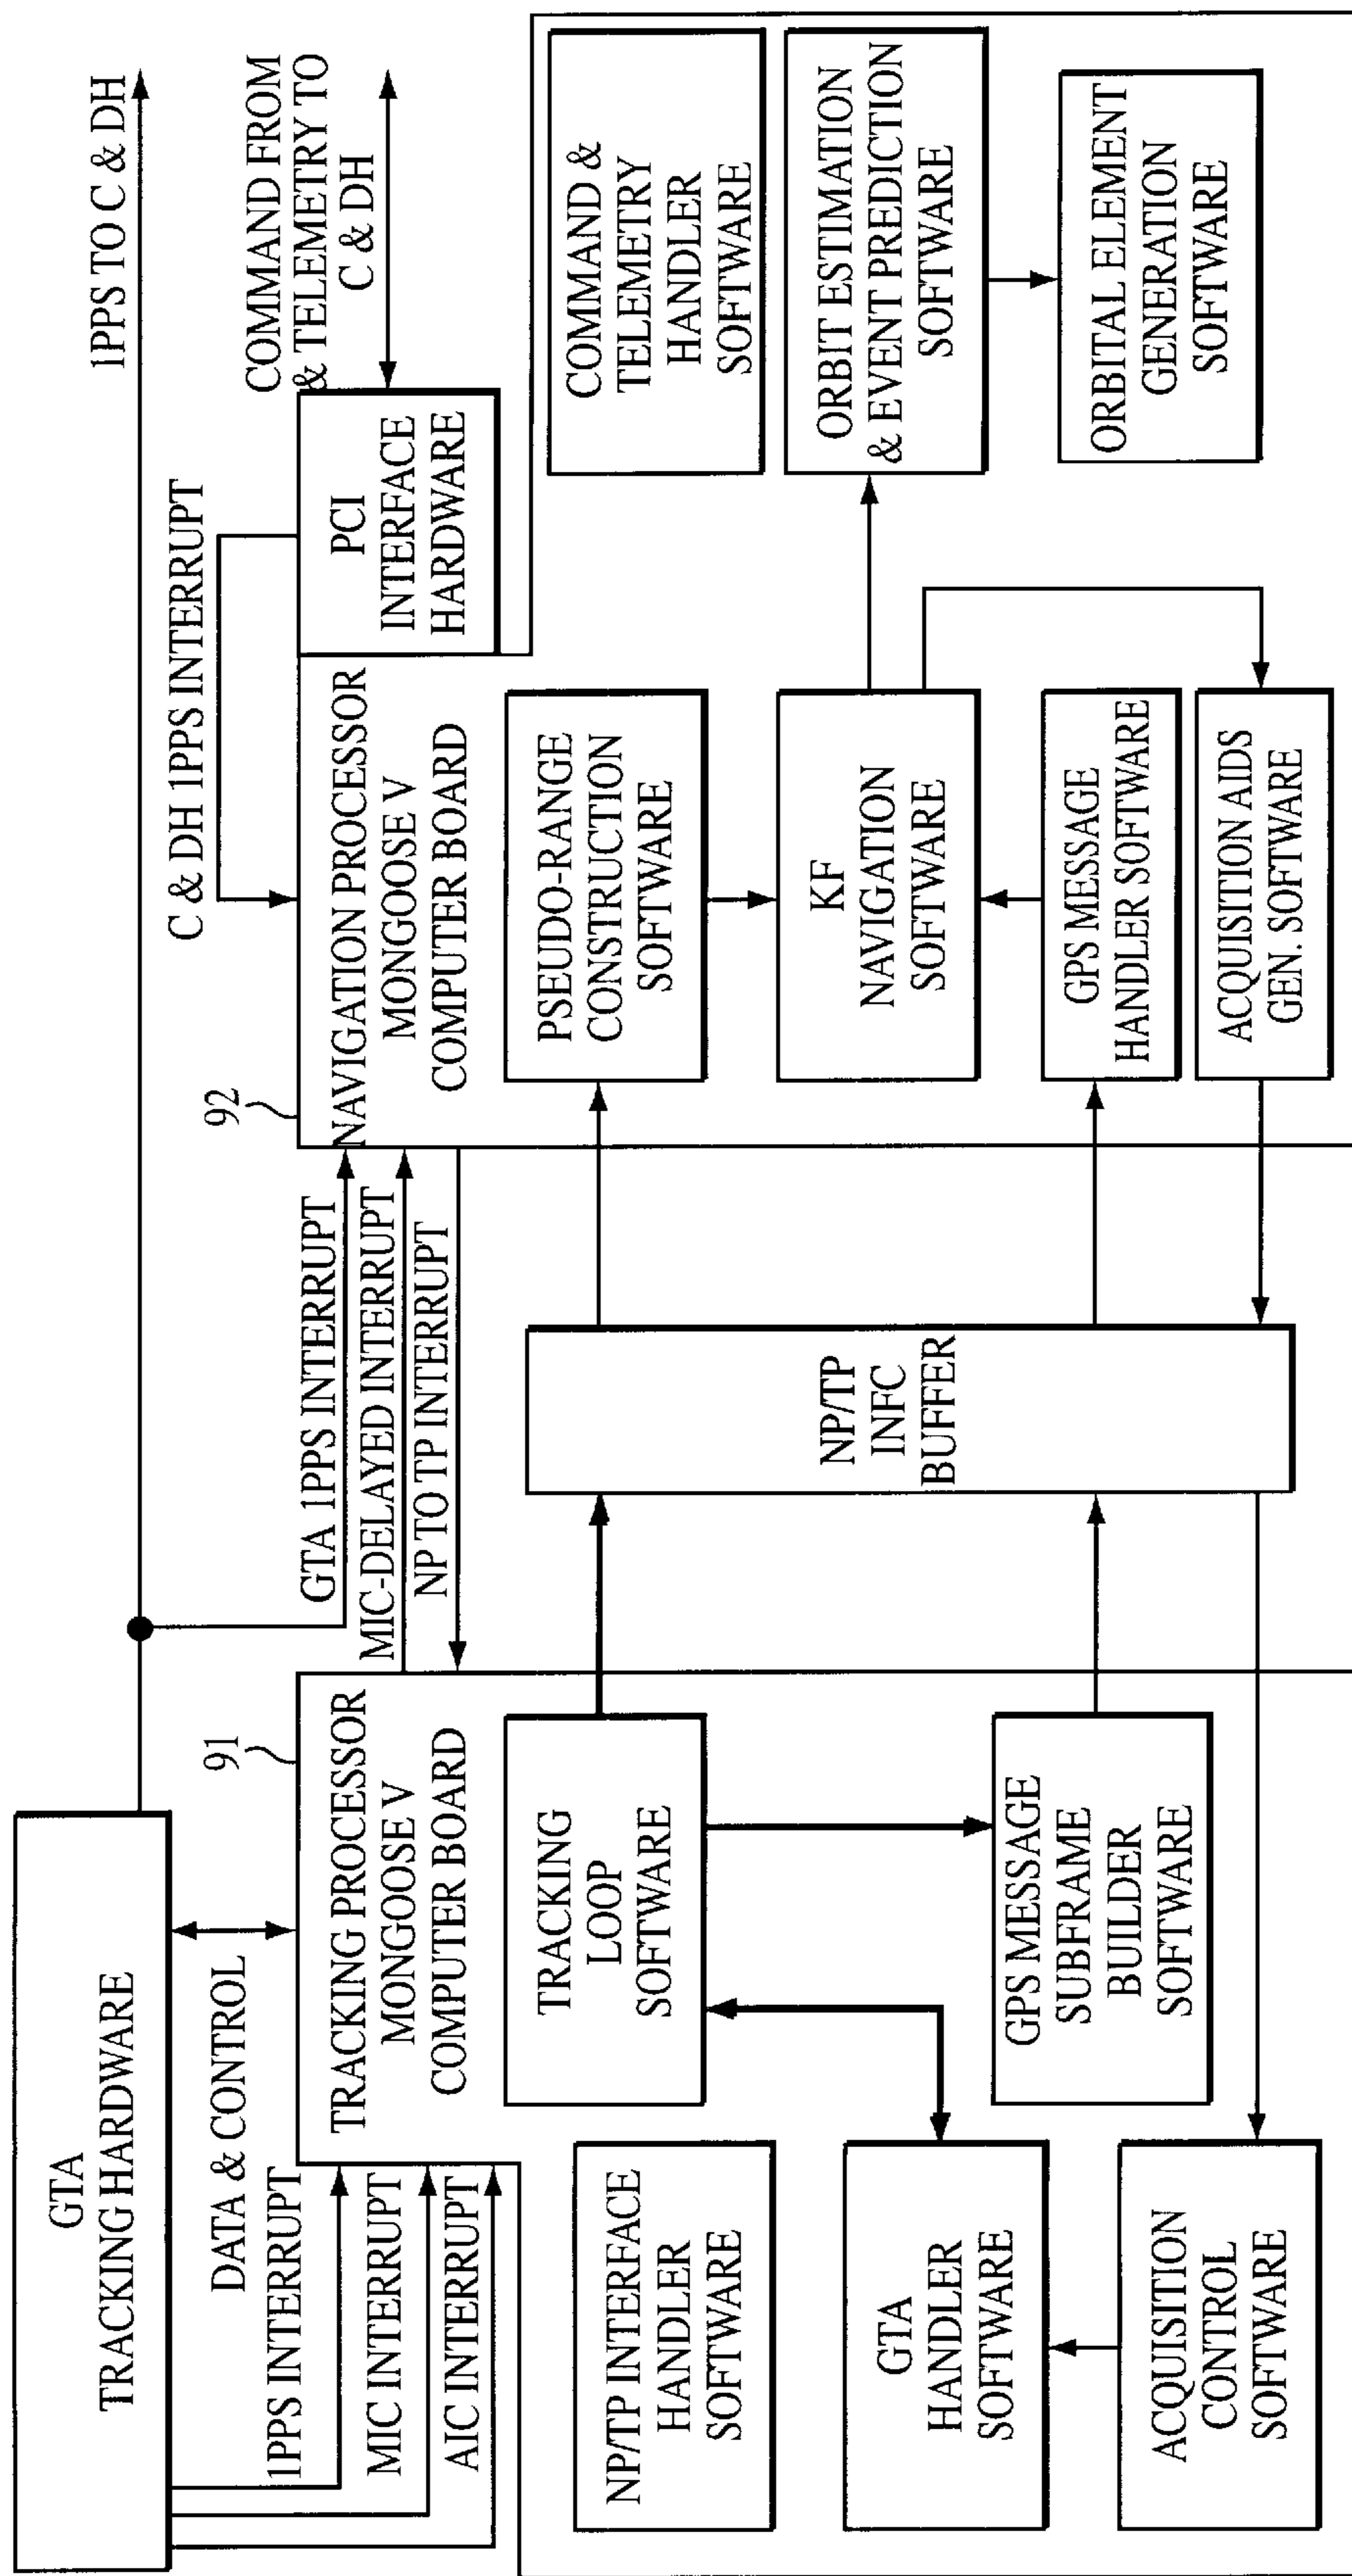 GTA
TRACKING HARDWARE
1PPS TO C & DH
DATA & CONTROL
1PPS INTERRUPT
MIC INTERRUPT
AIC INTERRUPT
91
TRACKING PROCESSOR
MONGOOSE V
COMPUTER BOARD
GTA 1PPS INTERRUPT
MIC-DELAYED INTERRUPT
NP TO TP INTERRUPT
92
NAVIGATION PROCESSOR
MONGOOSE V
COMPUTER BOARD
C & DH 1PPS INTERRUPT
PCI
INTERFACE
HARDWARE
COMMAND FROM
& TELEMETRY TO
C & DH
NP/TP INTERFACE
HANDLER
SOFTWARE
TRACKING
LOOP
SOFTWARE
GTA
HANDLER
SOFTWARE
GPS MESSAGE
SUBFRAME
BUILDER
SOFTWARE
ACQUISITION
CONTROL
SOFTWARE
NP/TP
INFC
BUFFER
PSEUDO-RANGE
CONSTRUCTION
SOFTWARE
KF
NAVIGATION
SOFTWARE
GPS MESSAGE
HANDLER SOFTWARE
ACQUISITION AIDS
GEN. SOFTWARE
COMMAND &
TELEMETRY
HANDLER
SOFTWARE
ORBIT ESTIMATION
& EVENT PREDICTION
SOFTWARE
ORBITAL ELEMENT
GENERATION
SOFTWARE